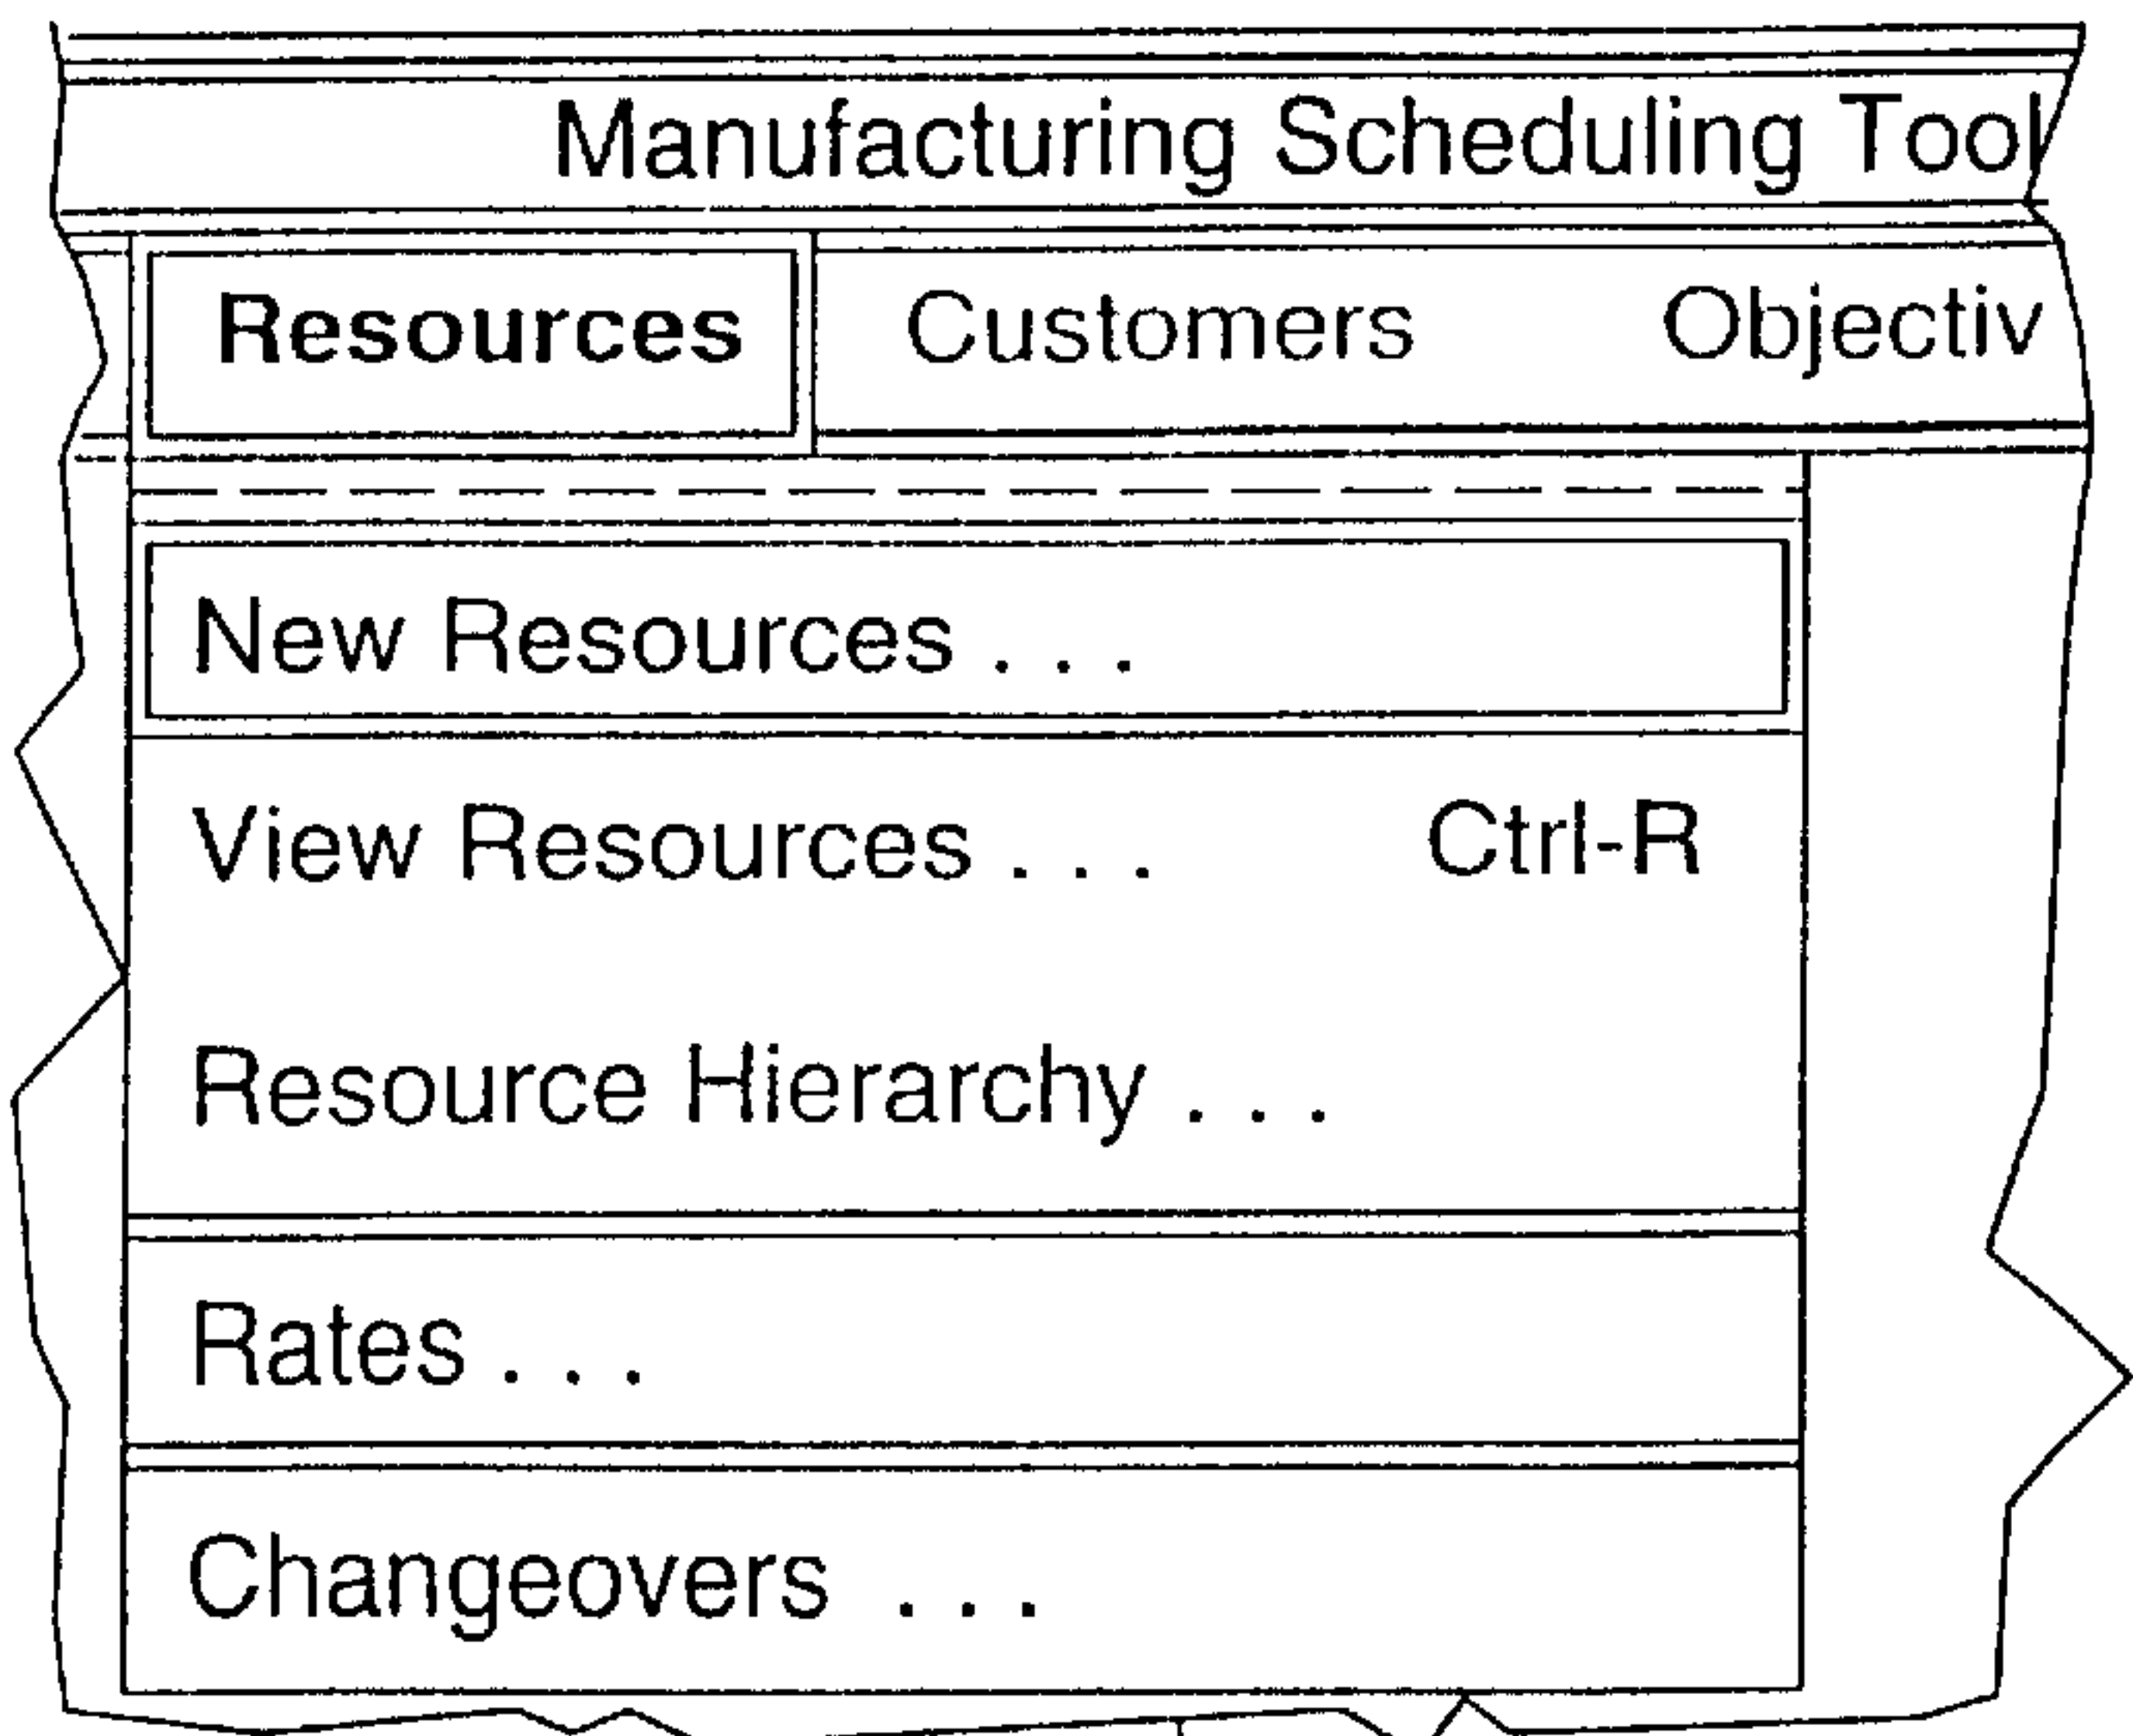 Manufacturing Scheduling Tool
Resources Customers Objectiv
New Resources . . .
View Resources . . . Ctrl-R
Resource Hierarchy . . .
Rates . . .
Changeovers . . .